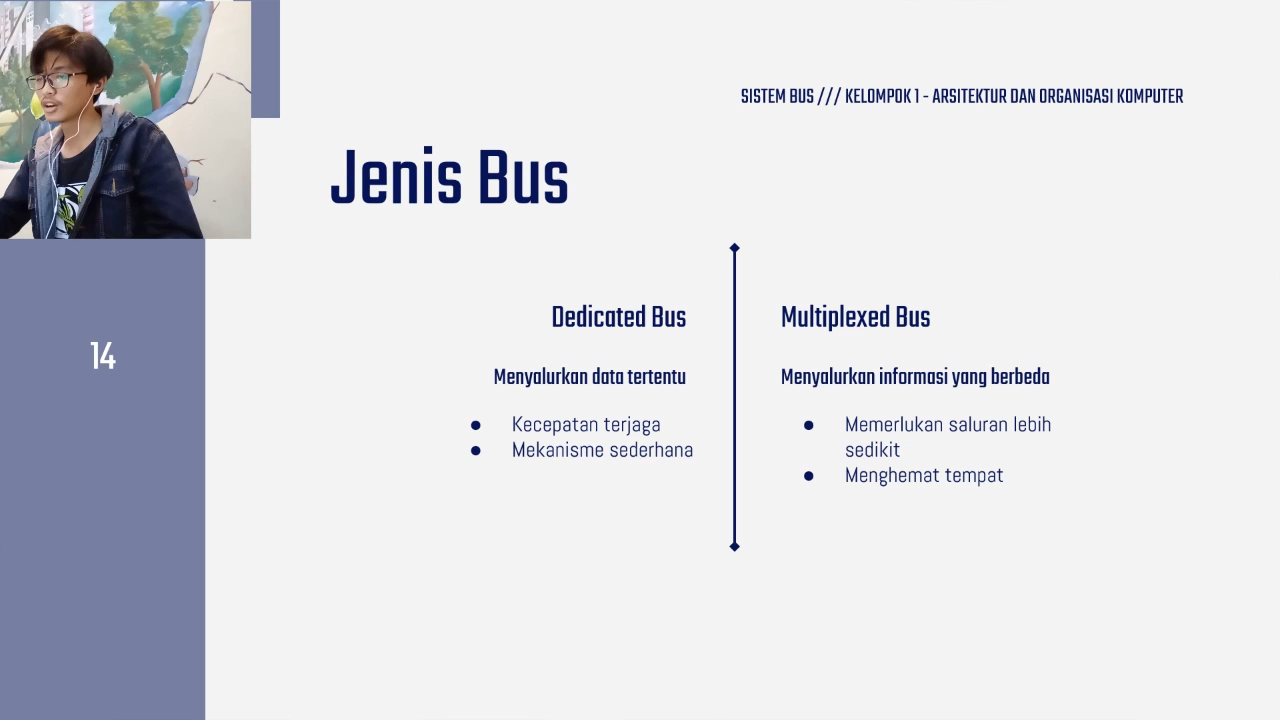 SISTEM BUS /// KELOMPOK 1 - ARSITEKTUR DAN ORGANISASI KOMPUTER
Jenis Bus
14
Dedicated Bus
Menyalurkan data tertentu
● Kecepatan terjaga
● Mekanisme sederhana
Multiplexed Bus
Menyalurkan informasi yang berbeda
● Memerlukan saluran lebih
sedikit
● Menghemat tempat